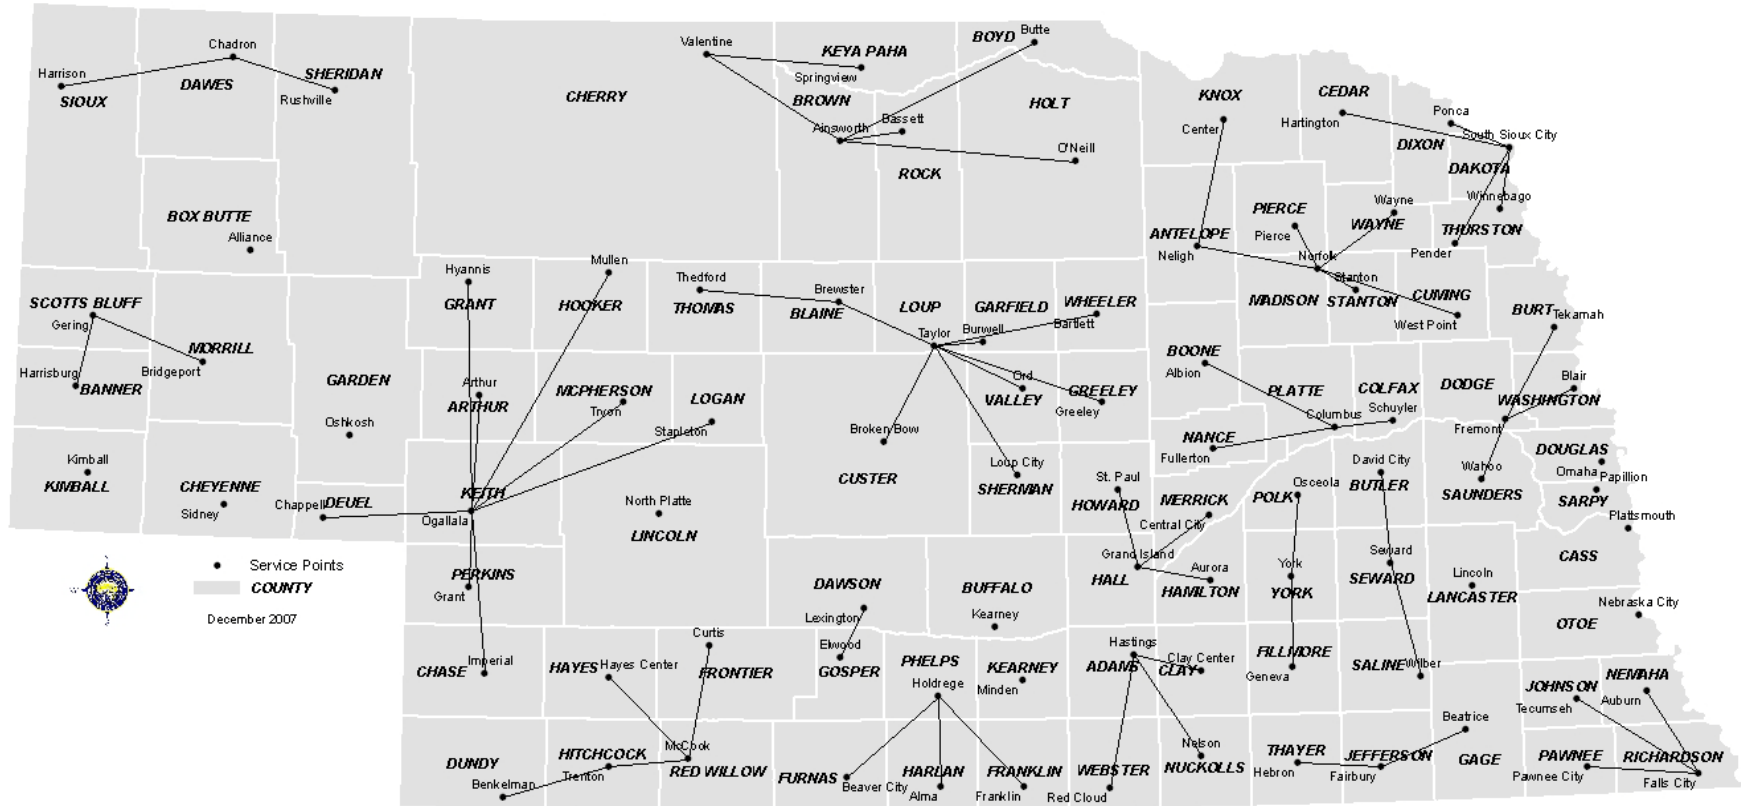 Chadron
Harrison
SIOUX
DAWES
SHERIDAN
Rushville
CHERRY
Valentine
KEYA PAHA
Springview
BROWN
Ainsworth
Bassett
ROCK
BOYD
Butte
HOLT
O'Neill
KNOX
Center
CEDAR
Hartington
Ponca
South Sioux City
DIXON
DAKOTA
Winnebago
THURSTON
Pender
BOX BUTTE
Alliance
PIERCE
Pierce
Wayne
WAYNE
ANTELOPE
Neligh
Norfolk
Stanton
MADISON
STANTON
CUMING
West Point
BURT
Tekamah
SCOTTS BLUFF
Gering
MORRILL
Bridgeport
Harrisburg
BANNER
GARDEN
Oshkosh
Hyannis
GRANT
Mullen
HOOKER
Thedford
THOMAS
Brewster
BLAINE
LOUP
Taylor
GARFIELD
Burwell
WHEELER
Bartlett
Arthur
ARTHUR
MCPHERSON
Tryon
LOGAN
Stapleton
Broken Bow
CUSTER
Ord
VALLEY
GREELEY
Greeley
Loup City
SHERMAN
BOONE
Albion
PLATTE
Columbus
COLFAX
Schuyler
DODGE
Fremont
Blair
WASHINGTON
NANCE
Fullerton
Kimball
KIMBALL
CHEYENNE
Sidney
Chappell
DEUEL
KEITH
Ogallala
North Platte
LINCOLN
St. Paul
HOWARD
MERRICK
Central City
POLK
Osceola
David City
BUTLER
Wahoo
SAUNDERS
DOUGLAS
Omaha
Papillion
SARPY
Plattsmouth
CASS
Service Points
COUNTY
December 2007
PERKINS
Grant
DAWSON
Lexington
BUFFALO
Kearney
Grand Island
HALL
Aurora
HAMILTON
York
YORK
Seward
SEWARD
Lincoln
LANCASTER
Nebraska City
OTOE
CHASE
Imperial
HAYES
Hayes Center
Curtis
FRONTIER
Elwood
GOSPER
PHELPS
Holdrege
KEARNEY
Minden
Hastings
ADAMS
Clay Center
CLAY
FILLMORE
Geneva
SALINE
Wilber
JOHNSON
Tecumseh
NEMAHA
Auburn
DUNDY
Benkelman
HITCHCOCK
Trenton
McCook
RED WILLOW
FURNAS
Beaver City
HARLAN
Alma
FRANKLIN
Franklin
WEBSTER
Red Cloud
Nelson
NUCKOLLS
THAYER
Hebron
JEFFERSON
Fairbury
Beatrice
GAGE
PAWNEE
Pawnee City
RICHARDSON
Falls City